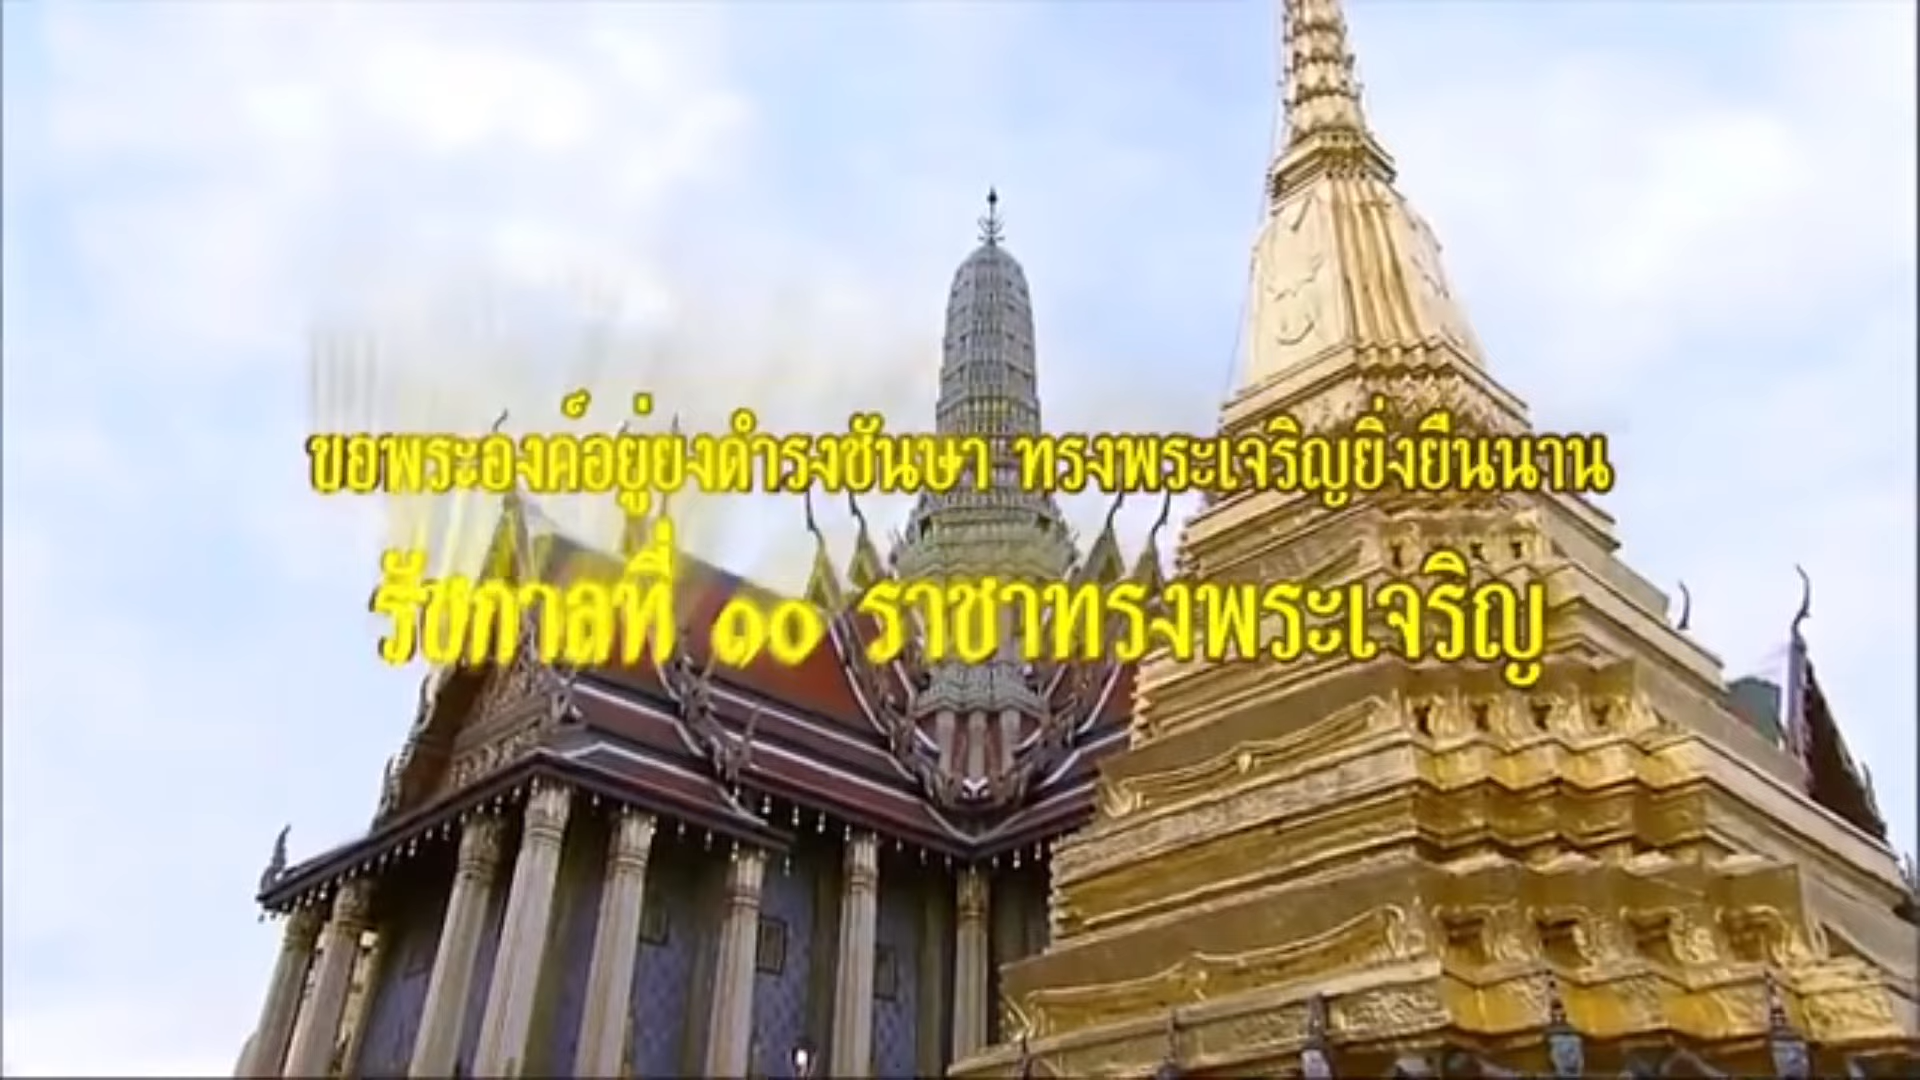 ขอพระองค์อยู่ยงดำรงชันษา ทรงพระเจริญยิ่งยืนนาน
รัชกาลที่ ๑๐ ราชาทรงพระเจริญ